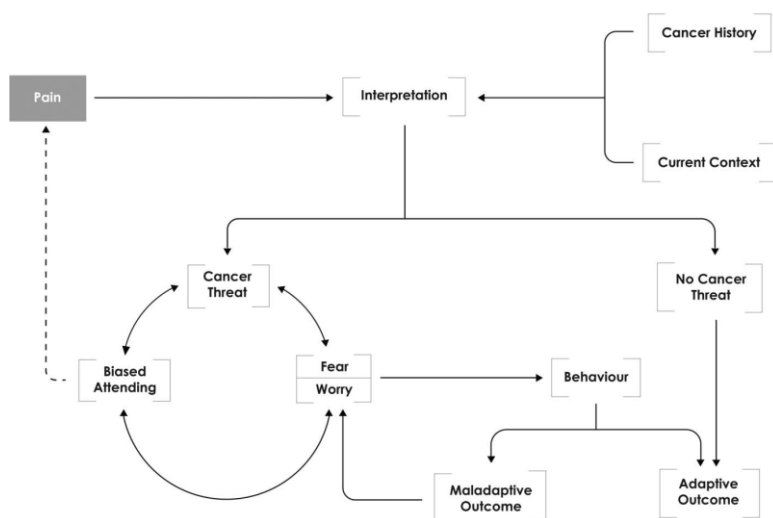 Cancer History
Pain
Interpretation
Current Context
Cancer
Threat
No Cancer
Threat
Biased
Attending
Fear
Worry
Behaviour
Maladaptive
Outcome
Adaptive
Outcome